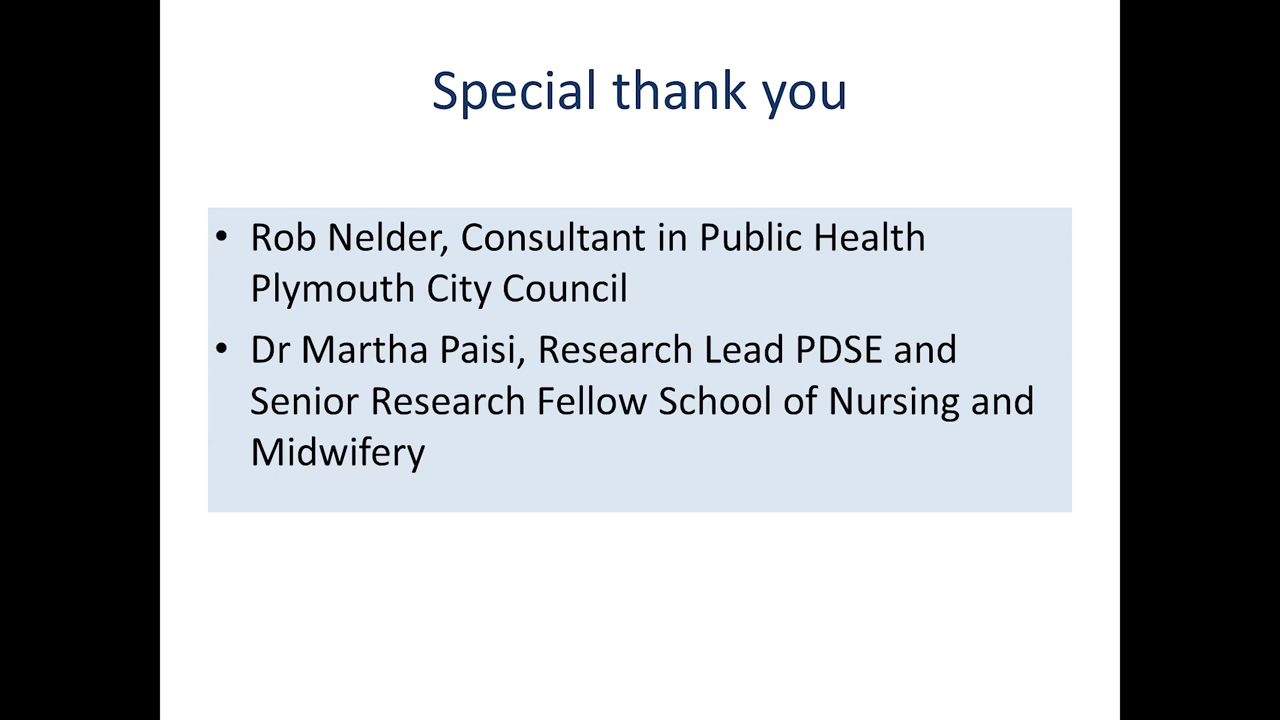 Special thank you
• Rob Nelder, Consultant in Public Health
Plymouth City Council
• Dr Martha Paisi, Research Lead PDSE and
Senior Research Fellow School of Nursing and
Midwifery